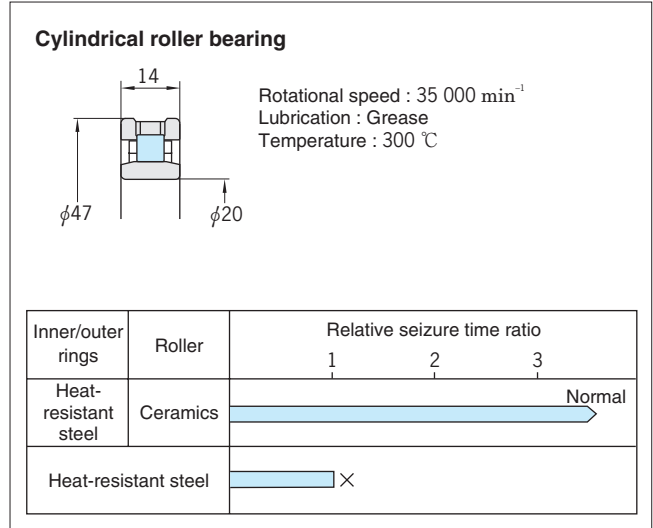 Cylindrical roller bearing
14
Rotational speed : 35 000 min⁻¹
Lubrication : Grease
Temperature : 300 ℃
ϕ47
ϕ20
Inner/outer
rings
Roller
Relative seizure time ratio
1 2 3
Heat-
resistant
steel
Ceramics
Normal
Heat-resistant steel
×